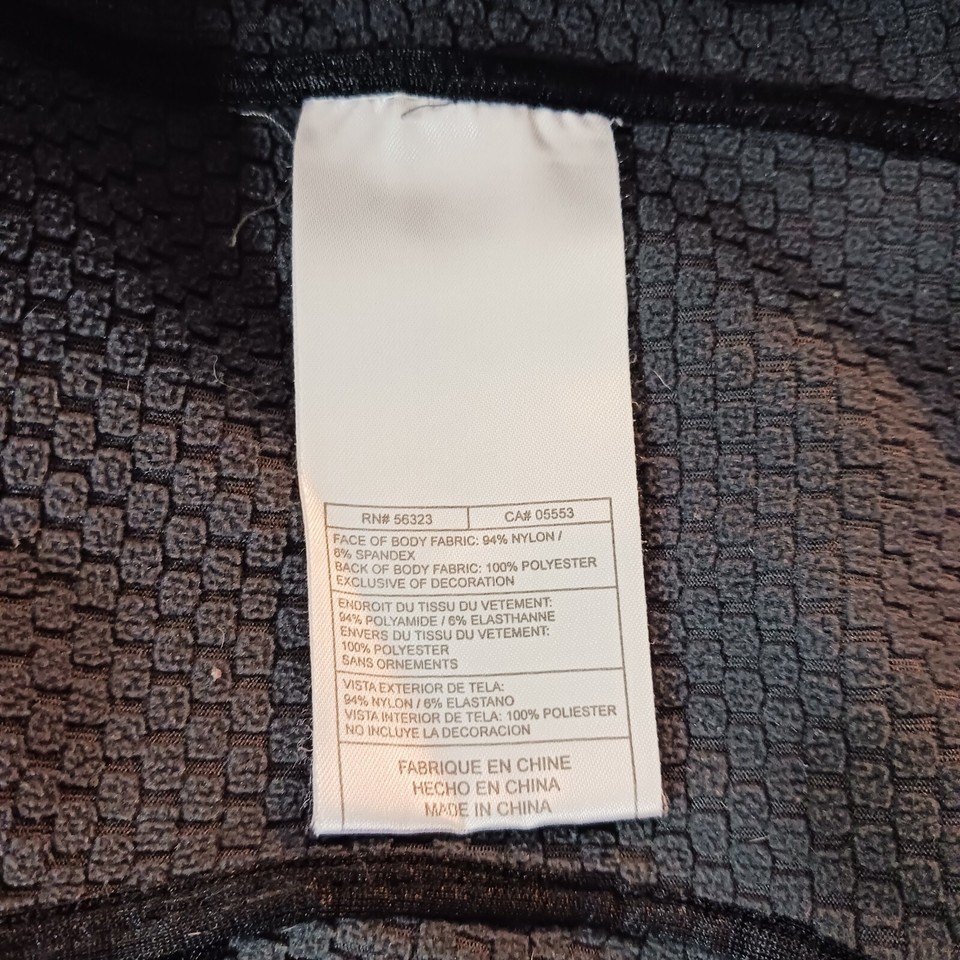 RN# 56323 CA# 05553
FACE OF BODY FABRIC: 94% NYLON /
6% SPANDEX
BACK OF BODY FABRIC: 100% POLYESTER
EXCLUSIVE OF DECORATION
ENDROIT DU TISSU DU VETEMENT:
94% POLYAMIDE / 6% ELASTHANNE
ENVERS DU TISSU DU VETEMENT:
100% POLYESTER
SANS ORNEMENTS
VISTA EXTERIOR DE TELA:
94% NYLON / 6% ELASTANO
VISTA INTERIOR DE TELA: 100% POLIESTER
NO INCLUYE LA DECORACION
FABRIQUE EN CHINE
HECHO EN CHINA
MADE IN CHINA